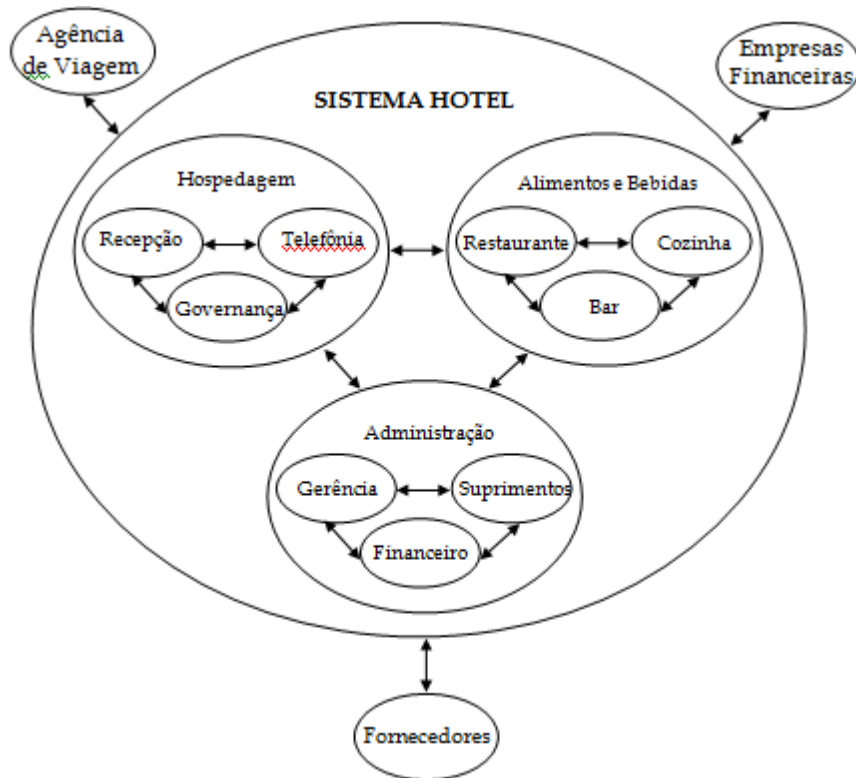 Agência
de Viagem
Empresas
Financeiras
SISTEMA HOTEL
Hospedagem
Recepção
Telefônia
Governança
Alimentos e Bebidas
Restaurante
Cozinha
Bar
Administração
Gerência
Suprimentos
Financeiro
Fornecedores